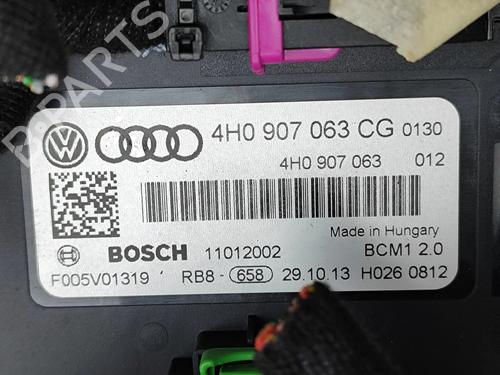 B-PARTS
4H0 907 063 CG 0130
4H0 907 063 012
Made in Hungary
BOSCH 11012002 BCM1 2.0
F005V01319 RB8- 658 29.10.13 H026 0812